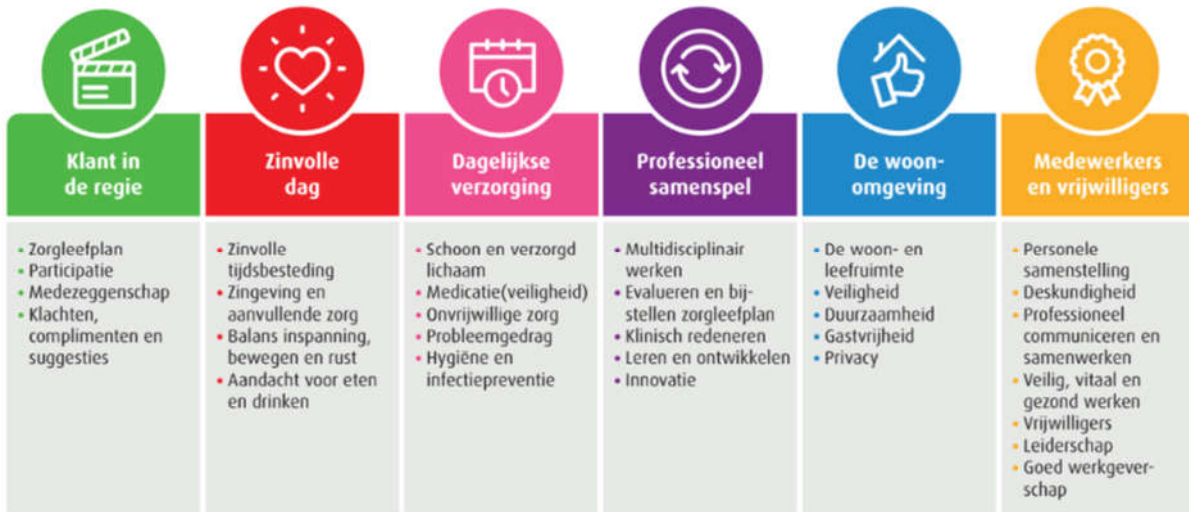 Klant in
de regie
Zinvolle
dag
Dagelijkse
verzorging
Professioneel
samenspel
De woon-
omgeving
Medewerkers
en vrijwilligers
• Zorgleefplan
• Participatie
• Medezeggenschap
• Klachten,
complimenten en
suggesties
• Zinvolle
tijdsbesteding
• Zingeving en
aanvullende zorg
• Balans inspanning,
bewegen en rust
• Aandacht voor eten
en drinken
• Schoon en verzorgd
lichaam
• Medicatie(veiligheid)
• Onvrijwillige zorg
• Probleemgedrag
• Hygiëne en
infectiepreventie
• Multidisciplinair
werken
• Evalueren en bij-
stellen zorgleefplan
• Klinisch redeneren
• Leren en ontwikkelen
• Innovatie
• De woon- en
leefruimte
• Veiligheid
• Duurzaamheid
• Gastvrijheid
• Privacy
• Personele
samenstelling
• Deskundigheid
• Professioneel
communiceren en
samenwerken
• Veilig, vitaal en
gezond werken
• Vrijwilligers
• Leiderschap
• Goed werkgever-
schap